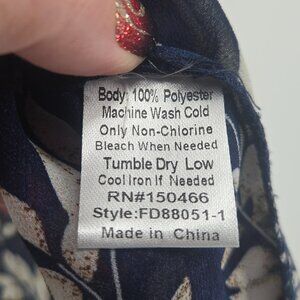 Body: 100% Polyester
Machine Wash Cold
Only Non-Chlorine
Bleach When Needed
Tumble Dry Low
Cool Iron If Needed
RN#150466
Style:FD88051-1
Made in China